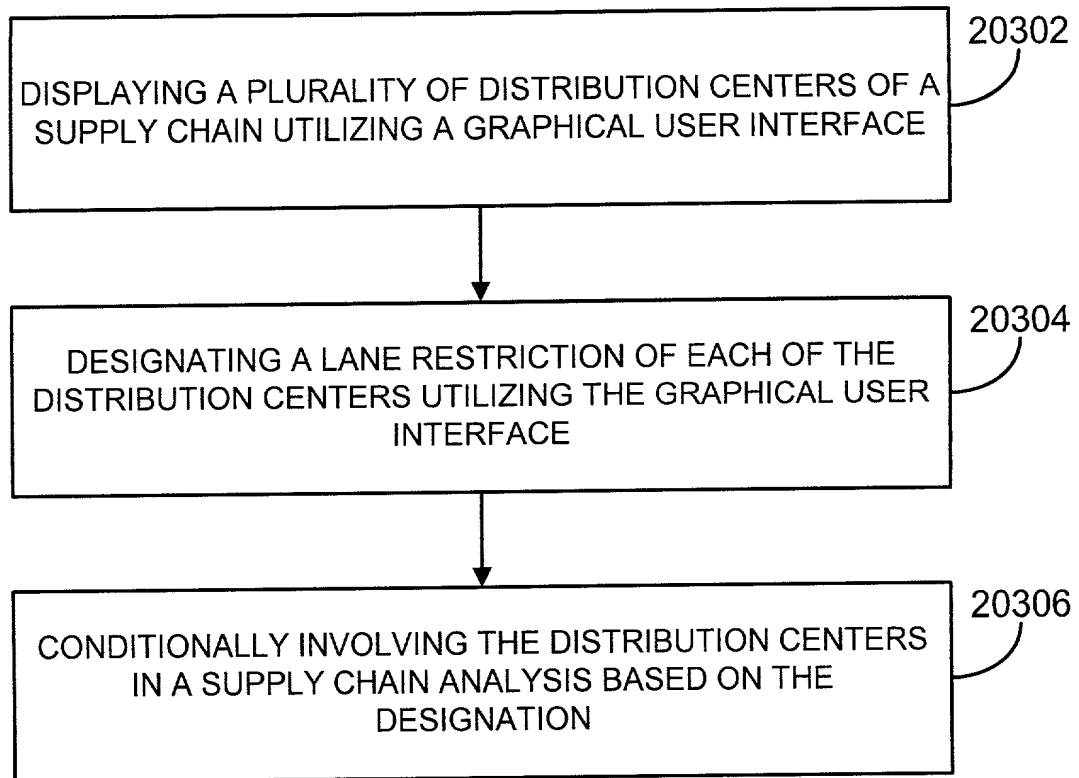 20302
DISPLAYING A PLURALITY OF DISTRIBUTION CENTERS OF A
SUPPLY CHAIN UTILIZING A GRAPHICAL USER INTERFACE
20304
DESIGNATING A LANE RESTRICTION OF EACH OF THE
DISTRIBUTION CENTERS UTILIZING THE GRAPHICAL USER
INTERFACE
20306
CONDITIONALLY INVOLVING THE DISTRIBUTION CENTERS
IN A SUPPLY CHAIN ANALYSIS BASED ON THE
DESIGNATION